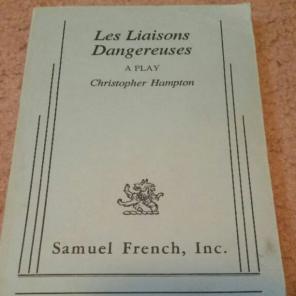 Les Liaisons
Dangereuses
A PLAY
Christopher Hampton
Samuel French, Inc.